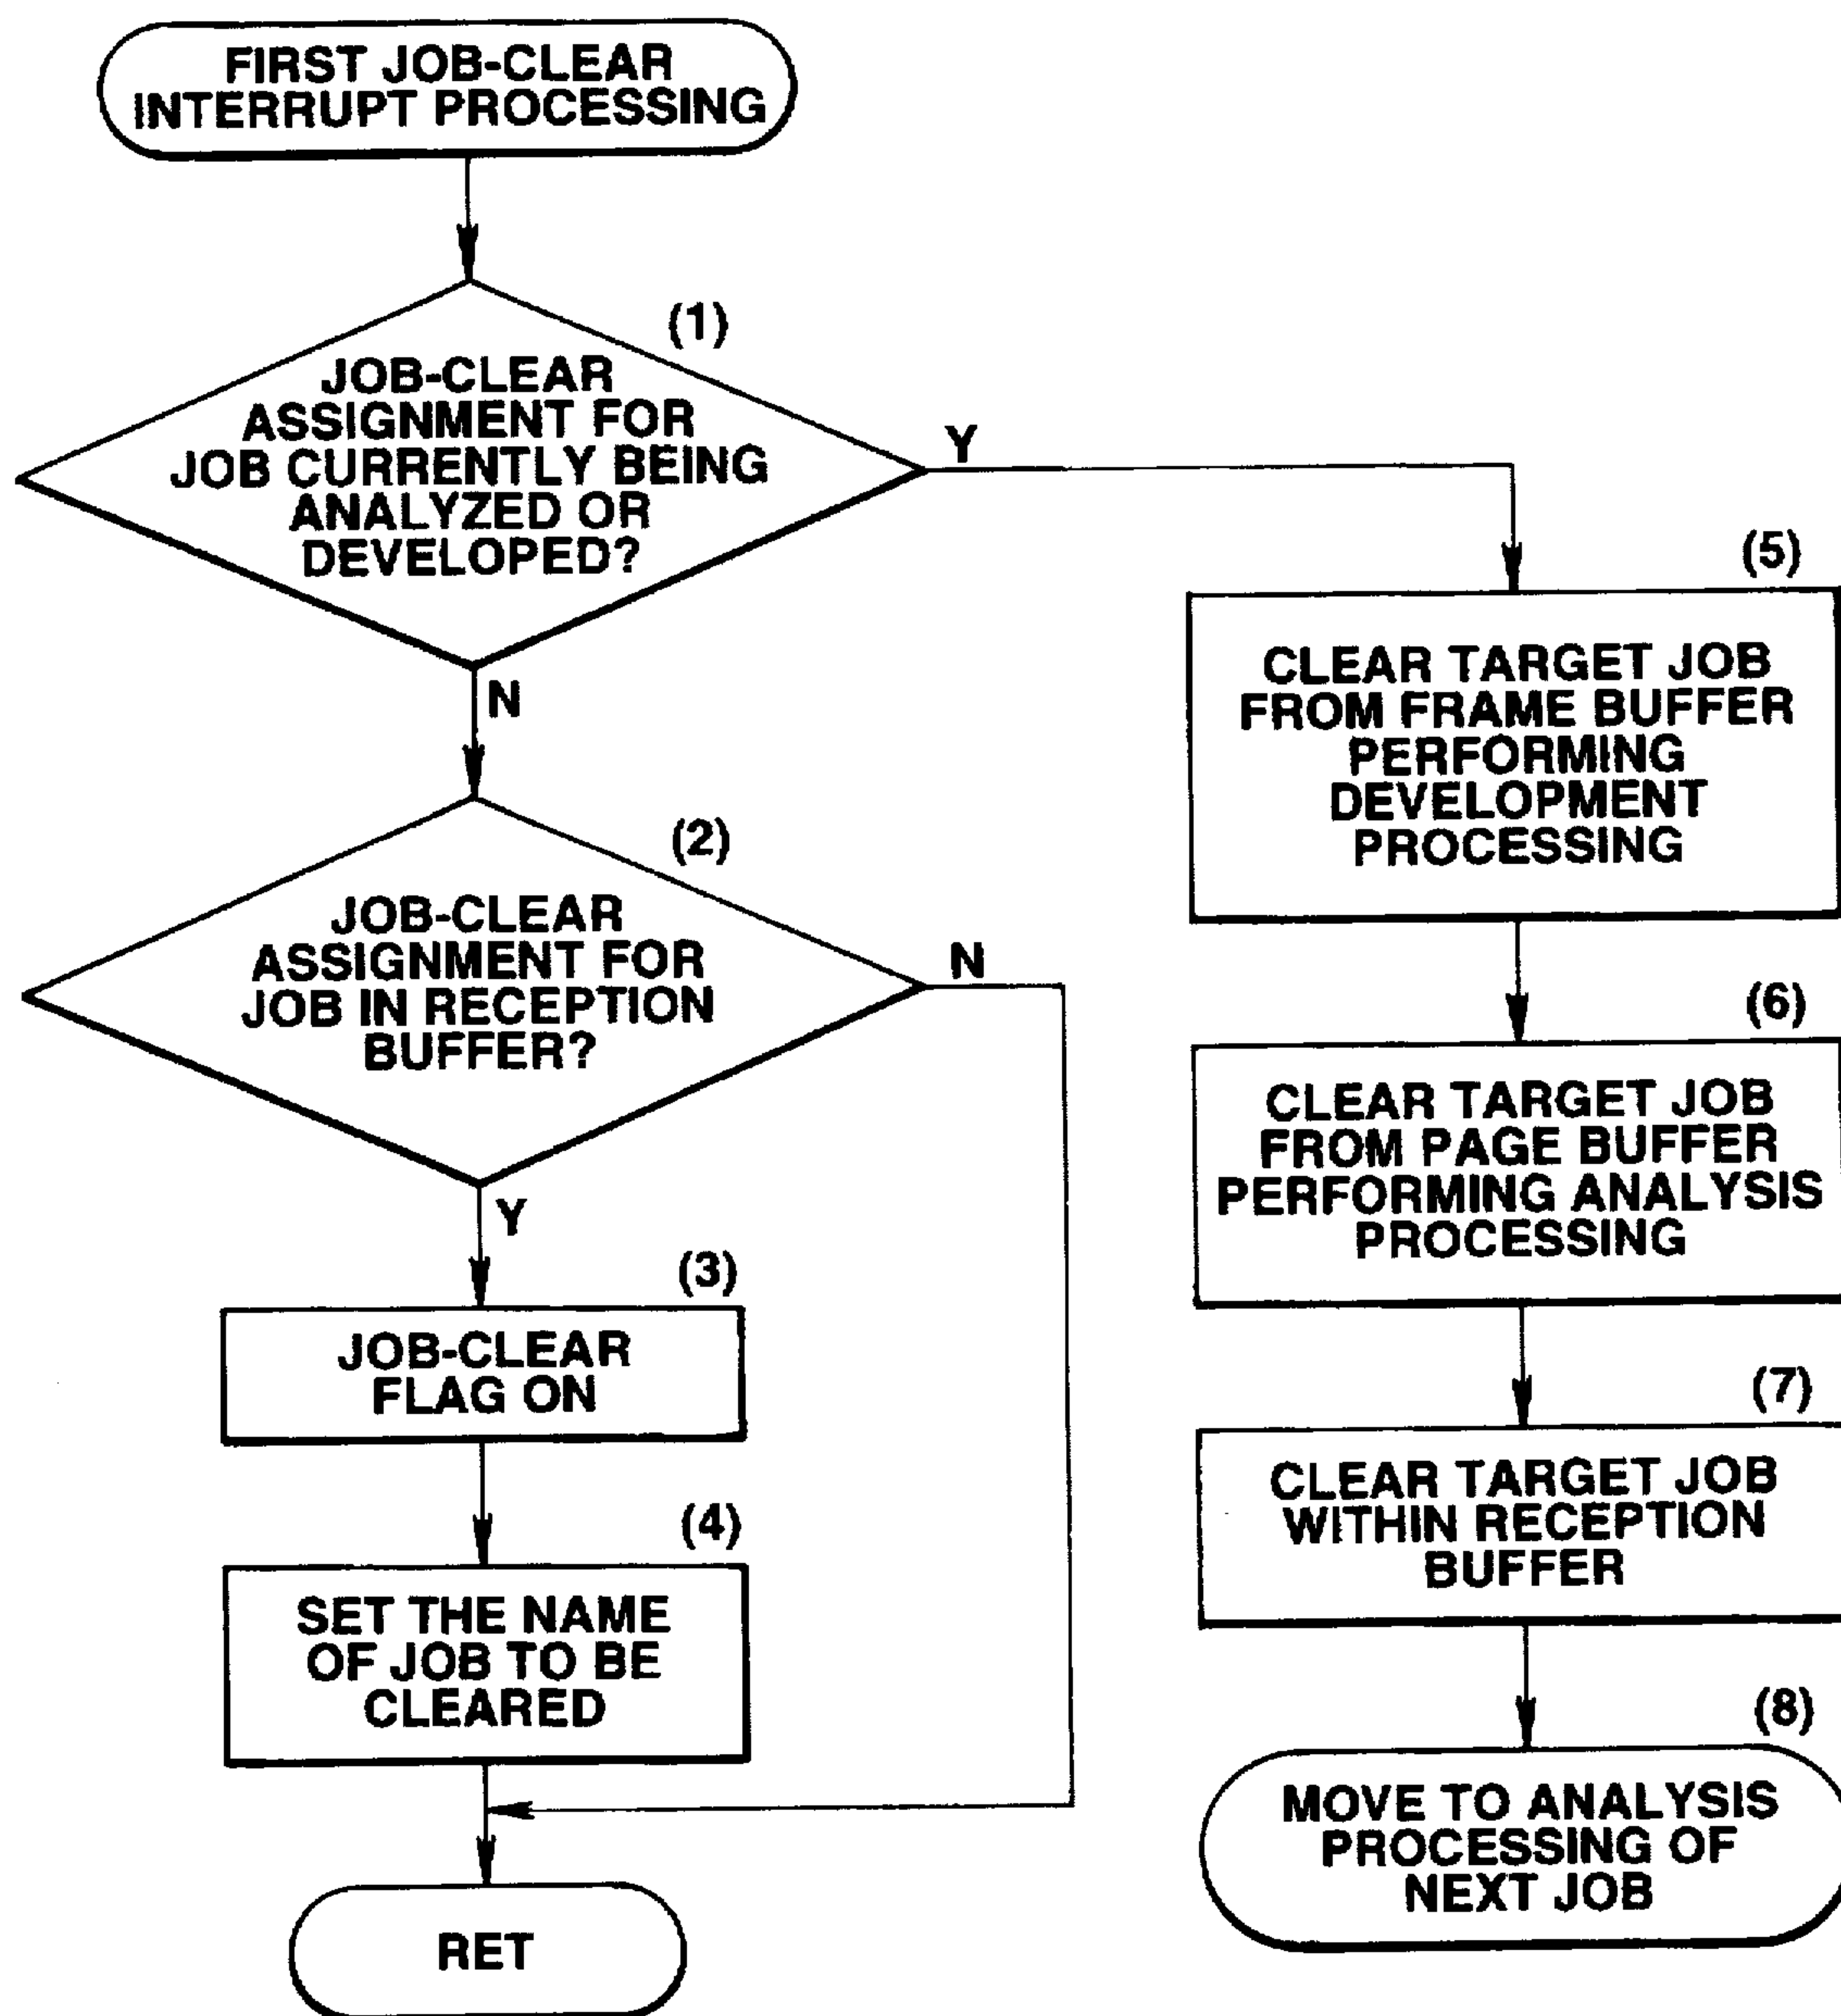 FIRST JOB-CLEAR
INTERRUPT PROCESSING
(1)
JOB-CLEAR
ASSIGNMENT FOR
JOB CURRENTLY BEING
ANALYZED OR
DEVELOPED?
Y
N
(2)
JOB-CLEAR
ASSIGNMENT FOR
JOB IN RECEPTION
BUFFER?
N
Y
(3)
JOB-CLEAR
FLAG ON
(4)
SET THE NAME
OF JOB TO BE
CLEARED
RET
(5)
CLEAR TARGET JOB
FROM FRAME BUFFER
PERFORMING
DEVELOPMENT
PROCESSING
(6)
CLEAR TARGET JOB
FROM PAGE BUFFER
PERFORMING ANALYSIS
PROCESSING
(7)
CLEAR TARGET JOB
WITHIN RECEPTION
BUFFER
(8)
MOVE TO ANALYSIS
PROCESSING OF
NEXT JOB